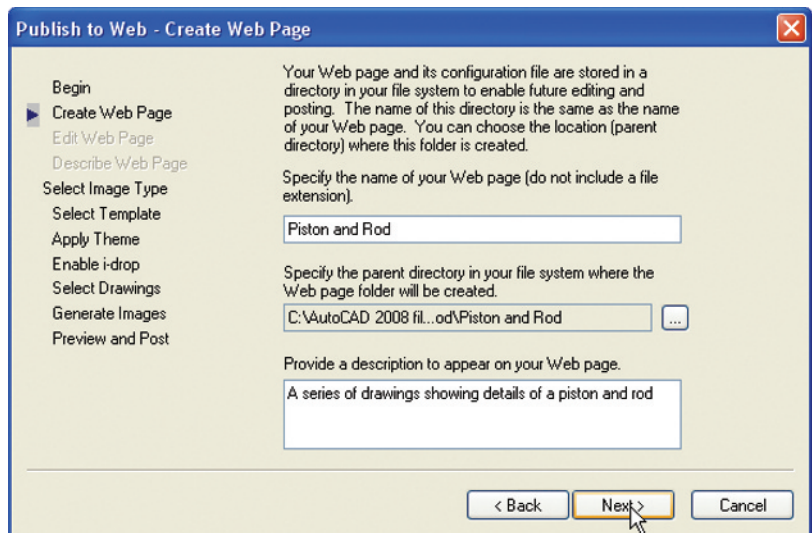 Publish to Web - Create Web Page
Begin
Create Web Page
Edit Web Page
Describe Web Page
Select Image Type
Select Template
Apply Theme
Enable i-drop
Select Drawings
Generate Images
Preview and Post
Your Web page and its configuration file are stored in a
directory in your file system to enable future editing and
posting. The name of this directory is the same as the name
of your Web page. You can choose the location (parent
directory) where this folder is created.
Specify the name of your Web page (do not include a file
extension).
Piston and Rod
Specify the parent directory in your file system where the
Web page folder will be created.
C:\AutoCAD 2008 fil...od\Piston and Rod
...
Provide a description to appear on your Web page.
A series of drawings showing details of a piston and rod
< Back
Next >
Cancel